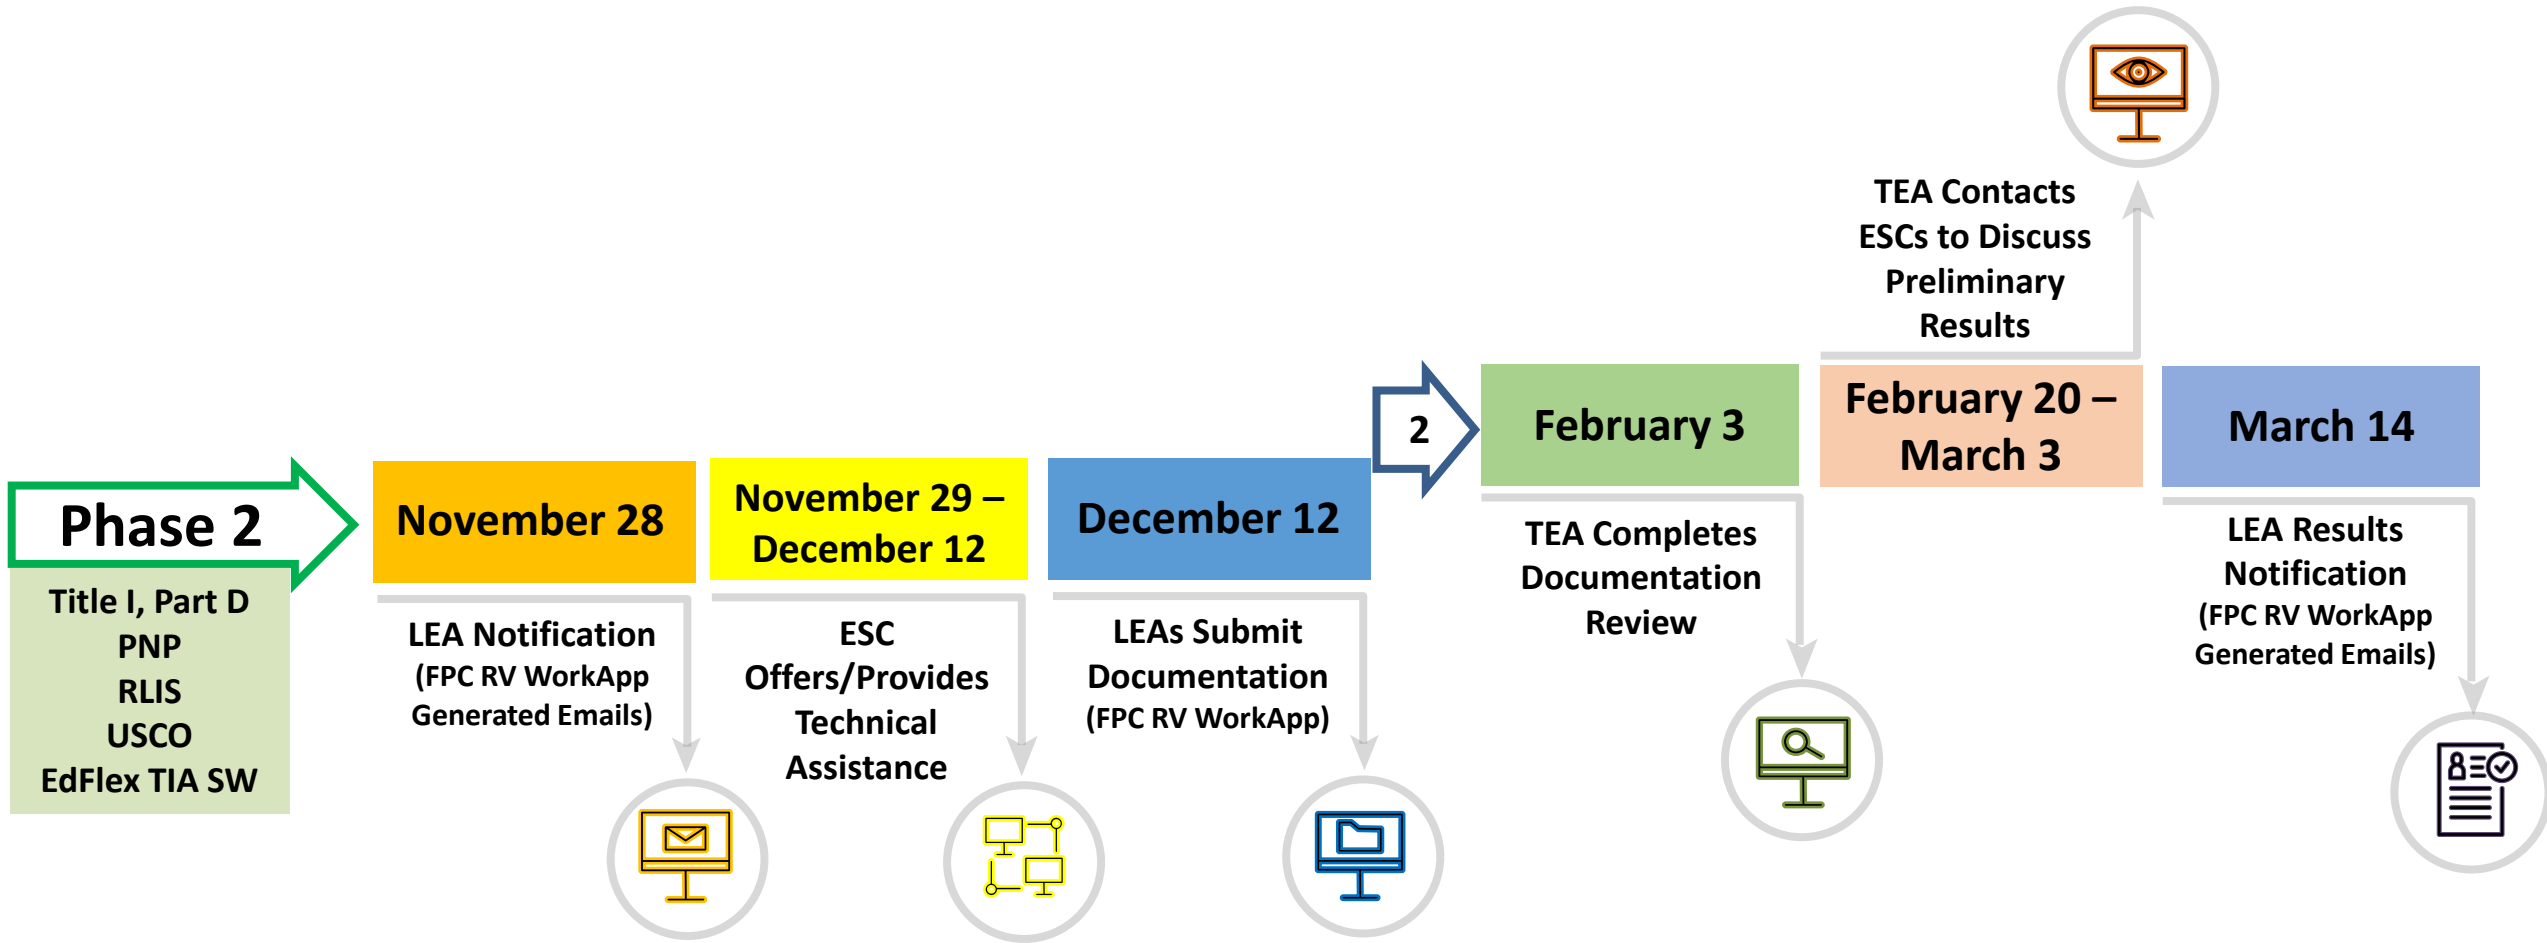 Phase 2
Title I, Part D
PNP
RLIS
USCO
EdFlex TIA SW
November 28
LEA Notification
(FPC RV WorkApp
Generated Emails)
November 29 –
December 12
ESC
Offers/Provides
Technical
Assistance
December 12
LEAs Submit
Documentation
(FPC RV WorkApp)
2
February 3
TEA Completes
Documentation
Review
TEA Contacts
ESCs to Discuss
Preliminary
Results
February 20 –
March 3
March 14
LEA Results
Notification
(FPC RV WorkApp
Generated Emails)